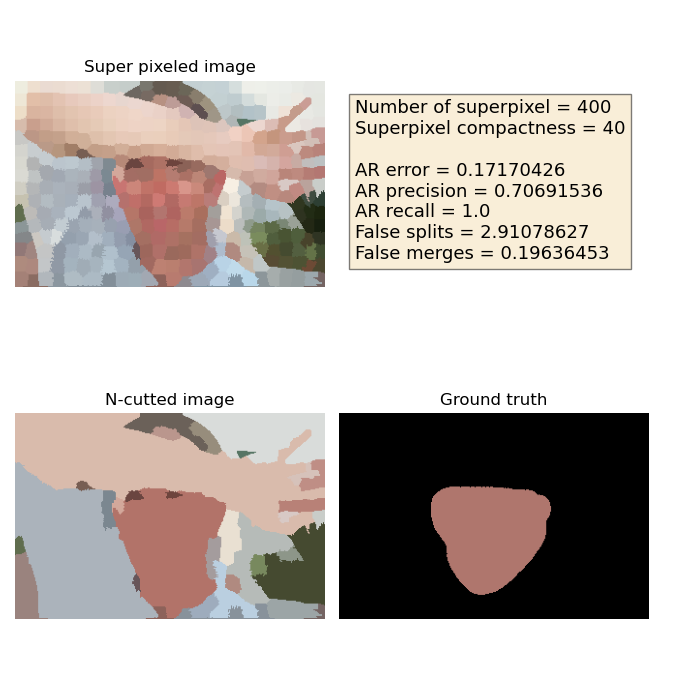 Super pixeled image
Number of superpixel = 400
Superpixel compactness = 40
AR error = 0.17170426
AR precision = 0.70691536
AR recall = 1.0
False splits = 2.91078627
False merges = 0.19636453
N-cutted image
Ground truth